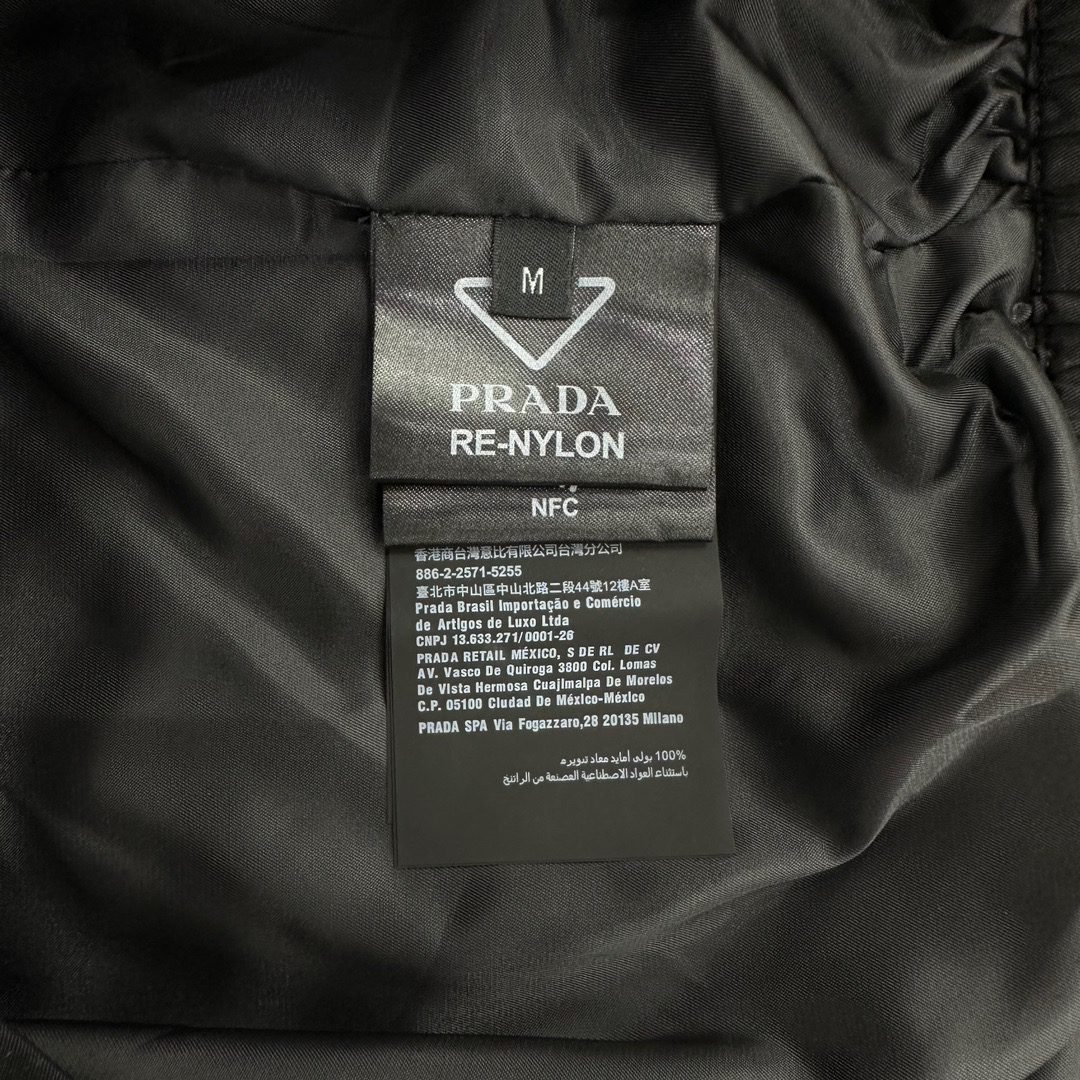 M
PRADA
RE-NYLON
NFC
香港商台灣意比有限公司台灣分公司
886-2-2571-5255
臺北市中山區中山北路二段44號12樓A室
Prada Brasil Importação e Comércio
de Artigos de Luxo Ltda
CNPJ 13.633.271/0001-26
PRADA RETAIL MÉXICO, S DE RL DE CV
AV. Vasco De Quiroga 3800 Col. Lomas
De Vista Hermosa Cuajimalpa De Morelos
C.P. 05100 Ciudad De México-México
PRADA SPA Via Fogazzaro,28 20135 Milano
100% بولى أمايد معاد تدويره
باستثناء المواد الاصطناعية المصنعة من الراتنج